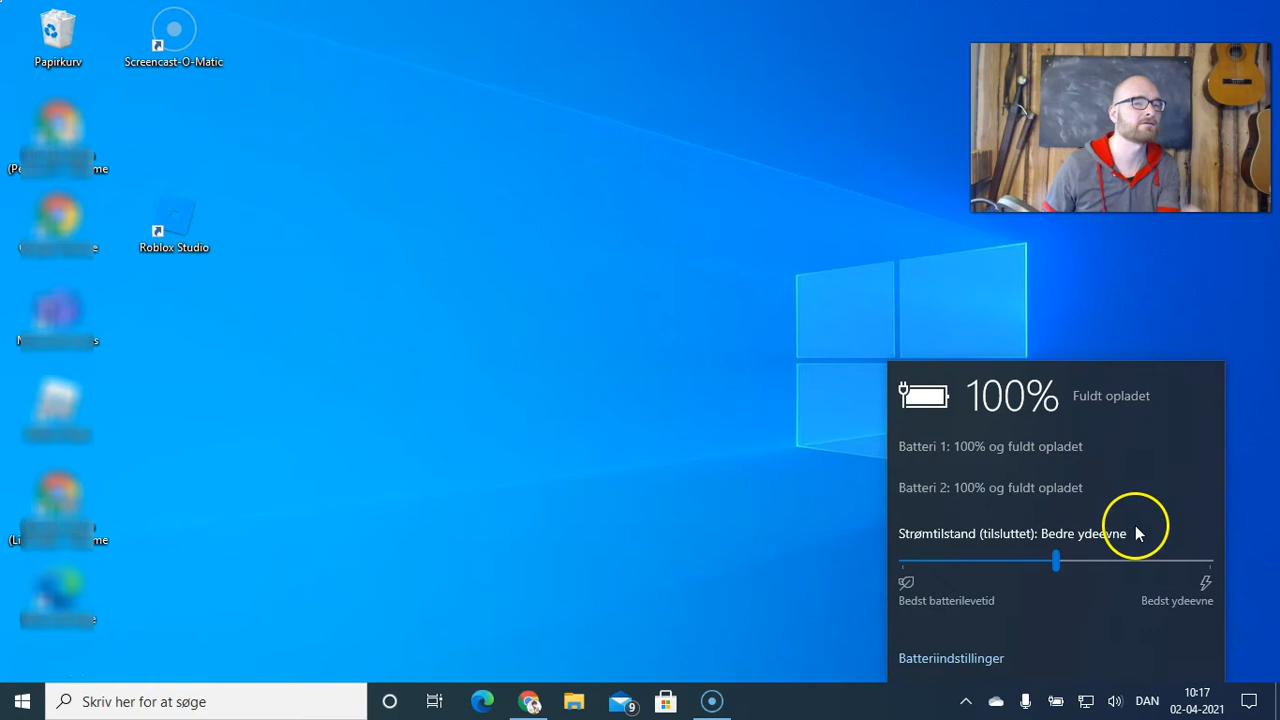 Papirkurv
Screencast-O-Matic
Roblox Studio
100%
Fuldt opladet
Batteri 1: 100% og fuldt opladet
Batteri 2: 100% og fuldt opladet
Strømtilstand (tilsluttet): Bedre ydeevne
Bedst batterilevetid
Bedst ydeevne
Batteriindstillinger
Skriv her for at søge
9
DAN
10:17
02-04-2021